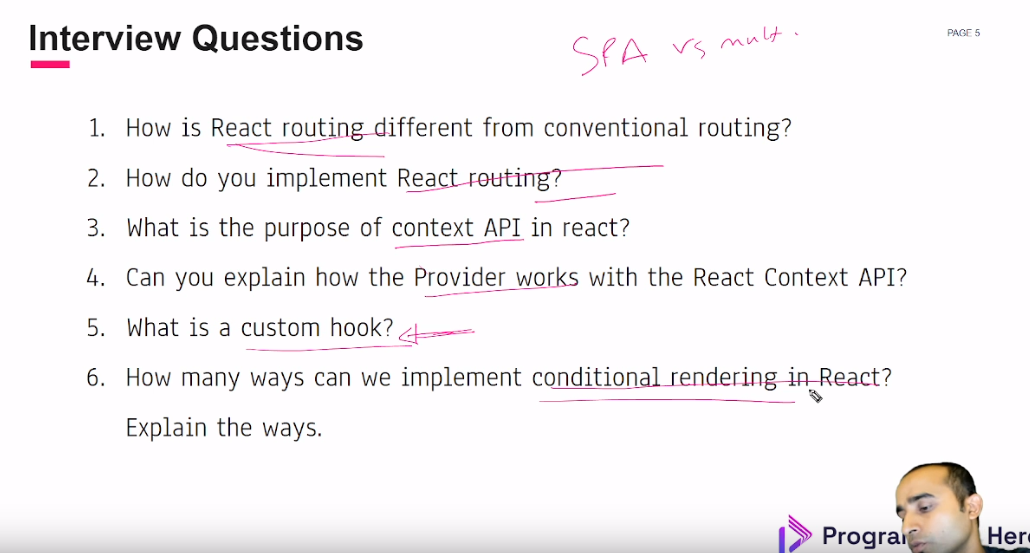 Interview Questions
SPA vs mult.
PAGE 5
1. How is React routing different from conventional routing?
2. How do you implement React routing?
3. What is the purpose of context API in react?
4. Can you explain how the Provider works with the React Context API?
5. What is a custom hook?
6. How many ways can we implement conditional rendering in React?
Explain the ways.
Progra Her